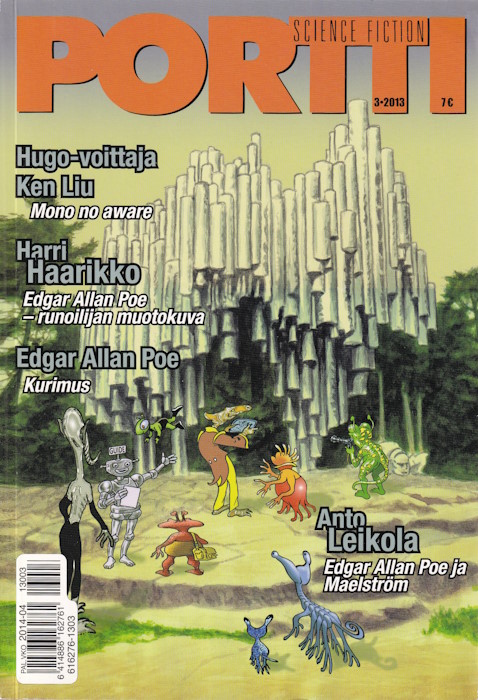 PORTTI
SCIENCE FICTION
3•2013
7 €
Hugo-voittaja
Ken Liu
Mono no aware
Harri
Haarikko
Edgar Allan Poe
– runoilijan muotokuva
Edgar Allan Poe
Kurimus
GUIDE
Anto
Leikola
Edgar Allan Poe ja
Maelström
13003
PAL.VKO 2014-04
6 414886 162761
616276-1303